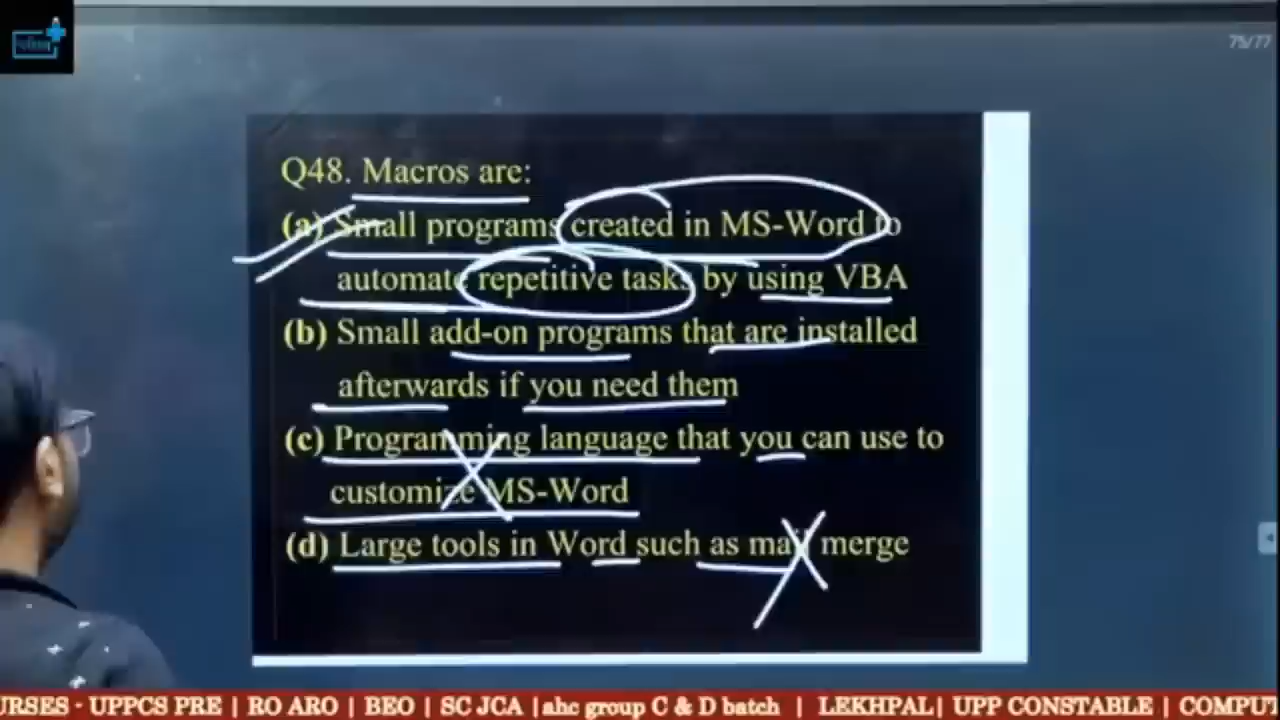 75/77
Q48. Macros are:
(a) Small programs created in MS-Word to
automate repetitive tasks by using VBA
(b) Small add-on programs that are installed
afterwards if you need them
(c) Programming language that you can use to
customize MS-Word
(d) Large tools in Word such as mail merge
URSES - UPPCS PRE | RO ARO | BEO | SC JCA |ahc group C & D batch | LEKHPAL| UPP CONSTABLE | COMPUT